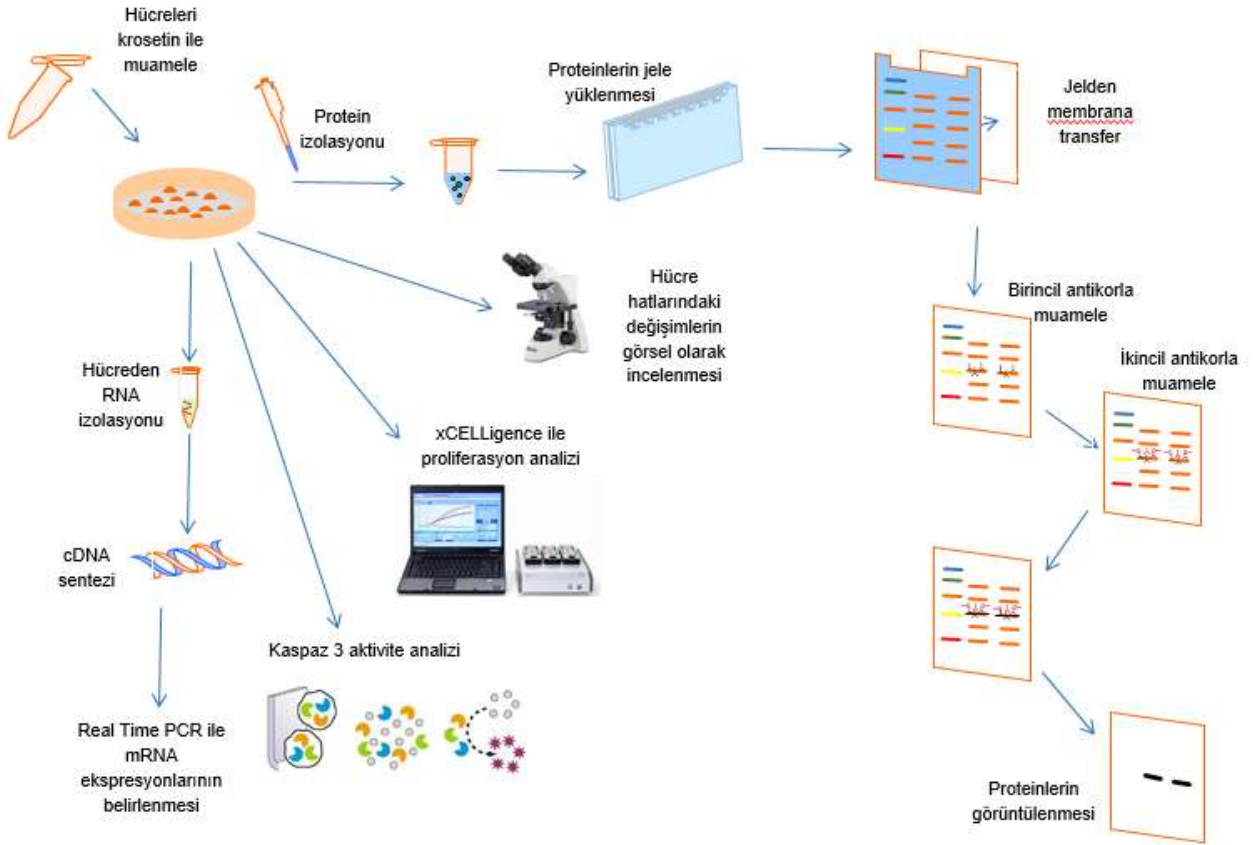 Hücreleri
krosetin ile
muamele
Protein
izolasyonu
Proteinlerin jele
yüklenmesi
Jelden
membrana
transfer
Birincil antikorla
muamele
İkincil antikorla
muamele
Hücre
hatlarındaki
değişimlerin
görsel olarak
incelenmesi
Hücreden
RNA
izolasyonu
xCELLigence ile
proliferasyon analizi
cDNA
sentezi
Kaspaz 3 aktivite analizi
Real Time PCR ile
mRNA
ekspresyonlarının
belirlenmesi
Proteinlerin
görüntülenmesi